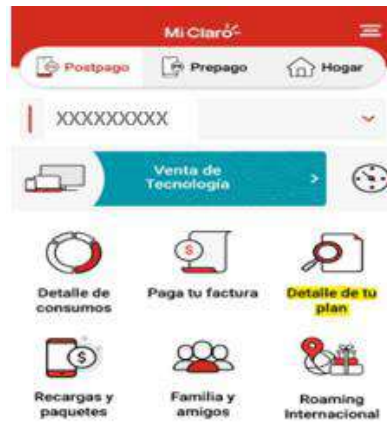 Mi Claro
Postpago Prepago Hogar
XXXXXXXXX
Venta de
Tecnología
Detalle de Paga tu factura Detalle de tu
consumos plan
Recargas y Familia y Roaming
paquetes amigos Internacional